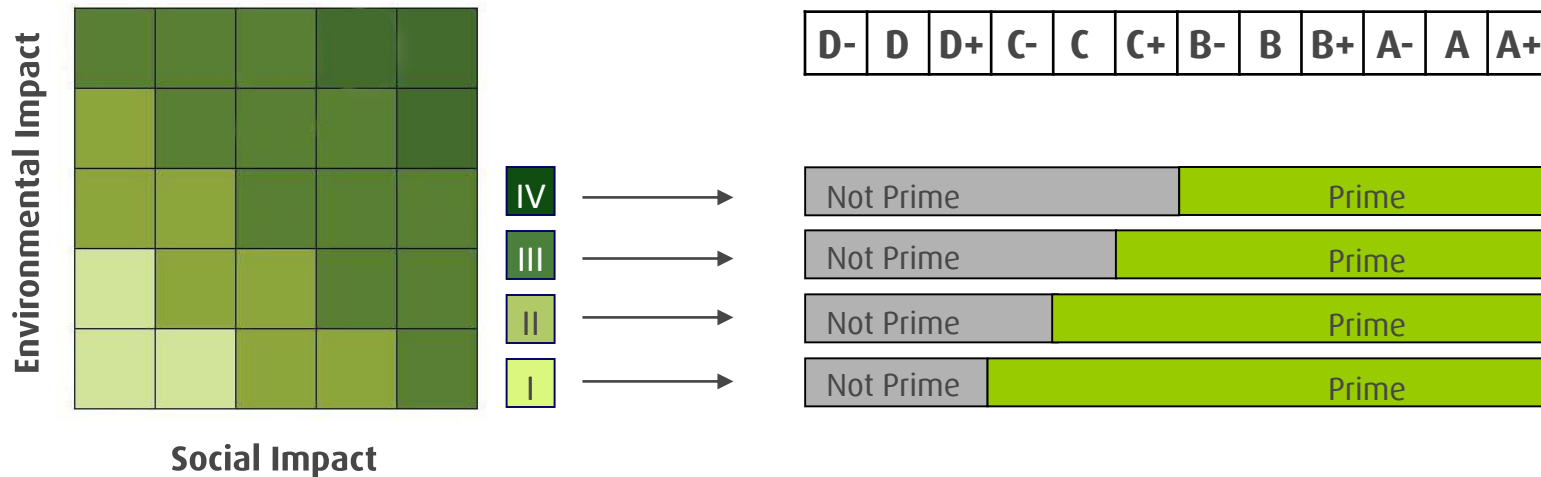 Environmental Impact
Social Impact
D- D D+ C- C C+ B- B B+ A- A A+
IV
Not Prime Prime
III
Not Prime Prime
II
Not Prime Prime
I
Not Prime Prime